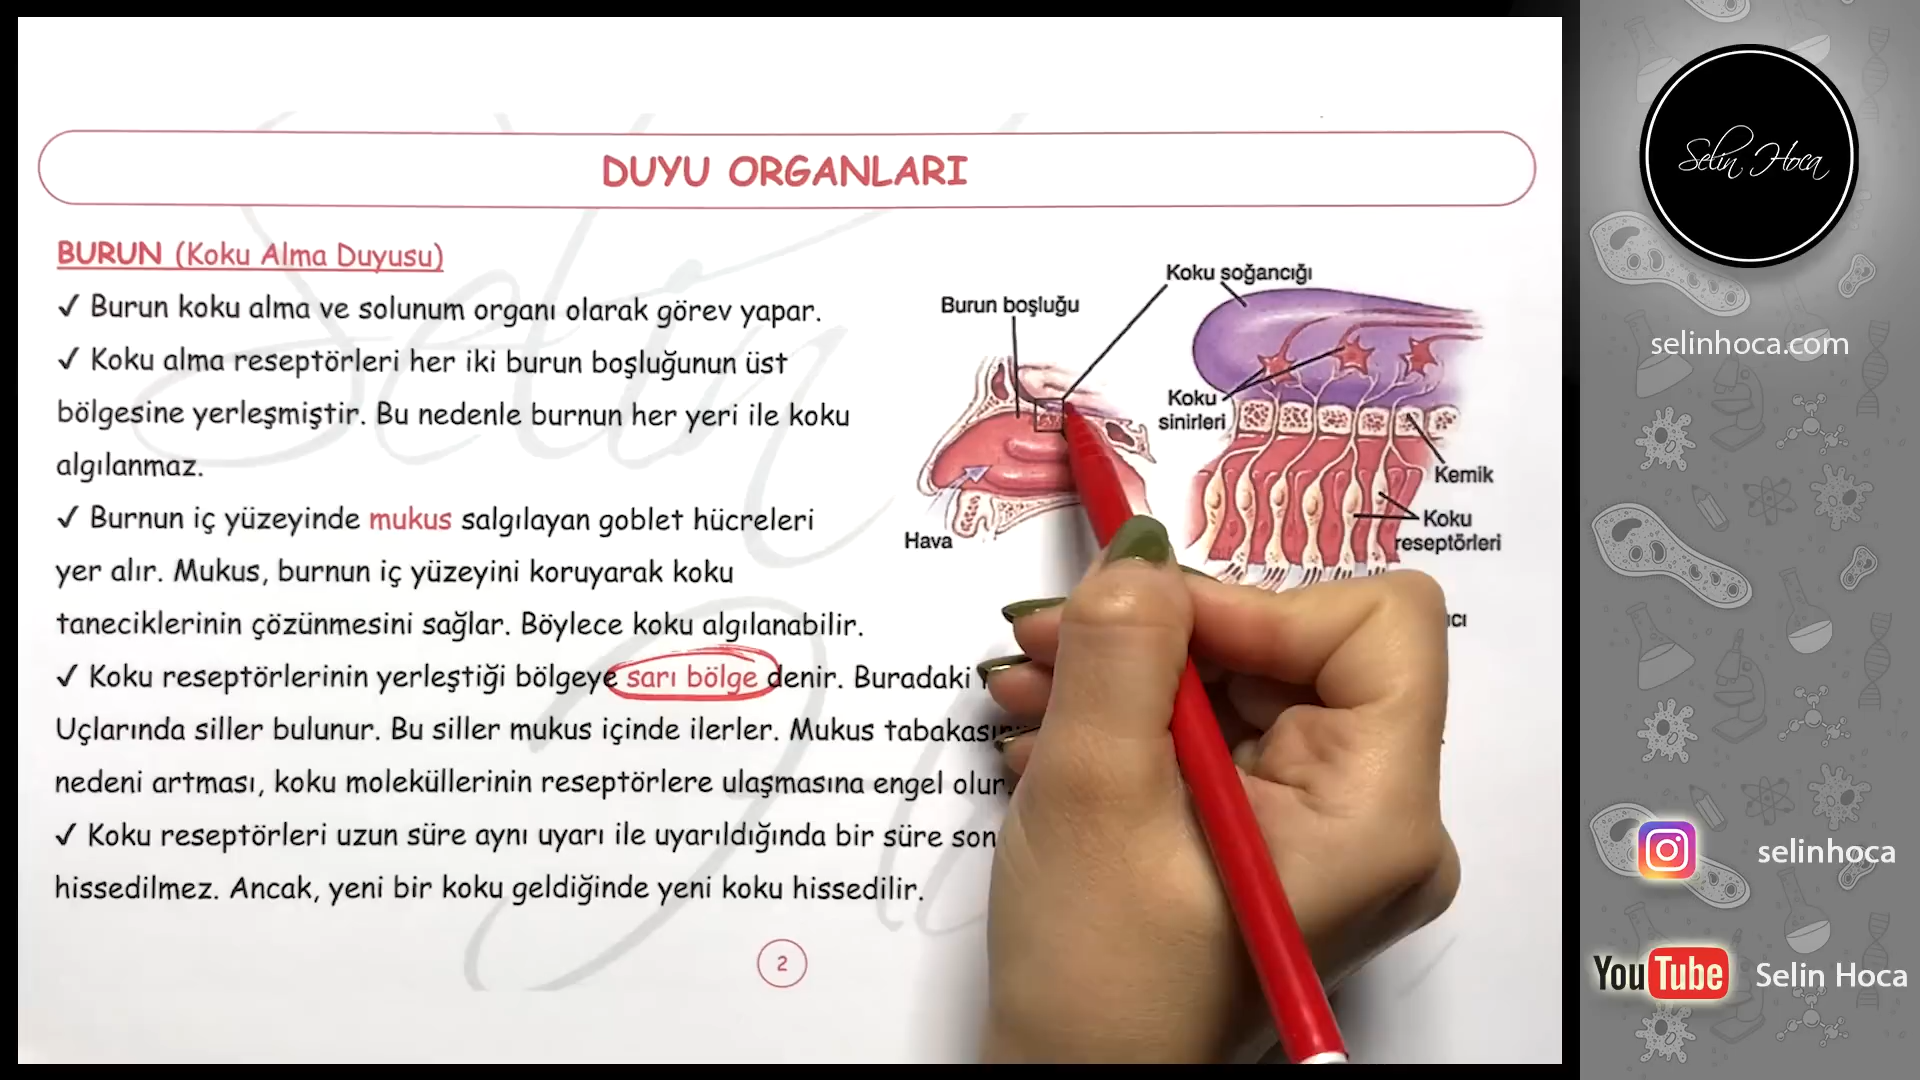 DUYU ORGANLARI
BURUN (Koku Alma Duyusu)
✓ Burun koku alma ve solunum organı olarak görev yapar.
✓ Koku alma reseptörleri her iki burun boşluğunun üst
bölgesine yerleşmiştir. Bu nedenle burnun her yeri ile koku
algılanmaz.
✓ Burnun iç yüzeyinde mukus salgılayan goblet hücreleri
yer alır. Mukus, burnun iç yüzeyini koruyarak koku
taneciklerinin çözünmesini sağlar. Böylece koku algılanabilir.
✓ Koku reseptörlerinin yerleştiği bölgeye sarı bölge denir. Buradaki
Uçlarında siller bulunur. Bu siller mukus içinde ilerler. Mukus
nedeni artması, koku moleküllerinin reseptörlere ulaşmasına engel olur.
✓ Koku reseptörleri uzun süre aynı uyarı ile uyarıldığında bir süre
hissedilmez. Ancak, yeni bir koku geldiğinde yeni koku hissedilir.
2
Burun boşluğu
Hava
Koku soğancığı
Koku
sinirleri
Kemik
Koku
reseptörleri
Selin Hoca
selinhoca.com
selinhoca
YouTube Selin Hoca